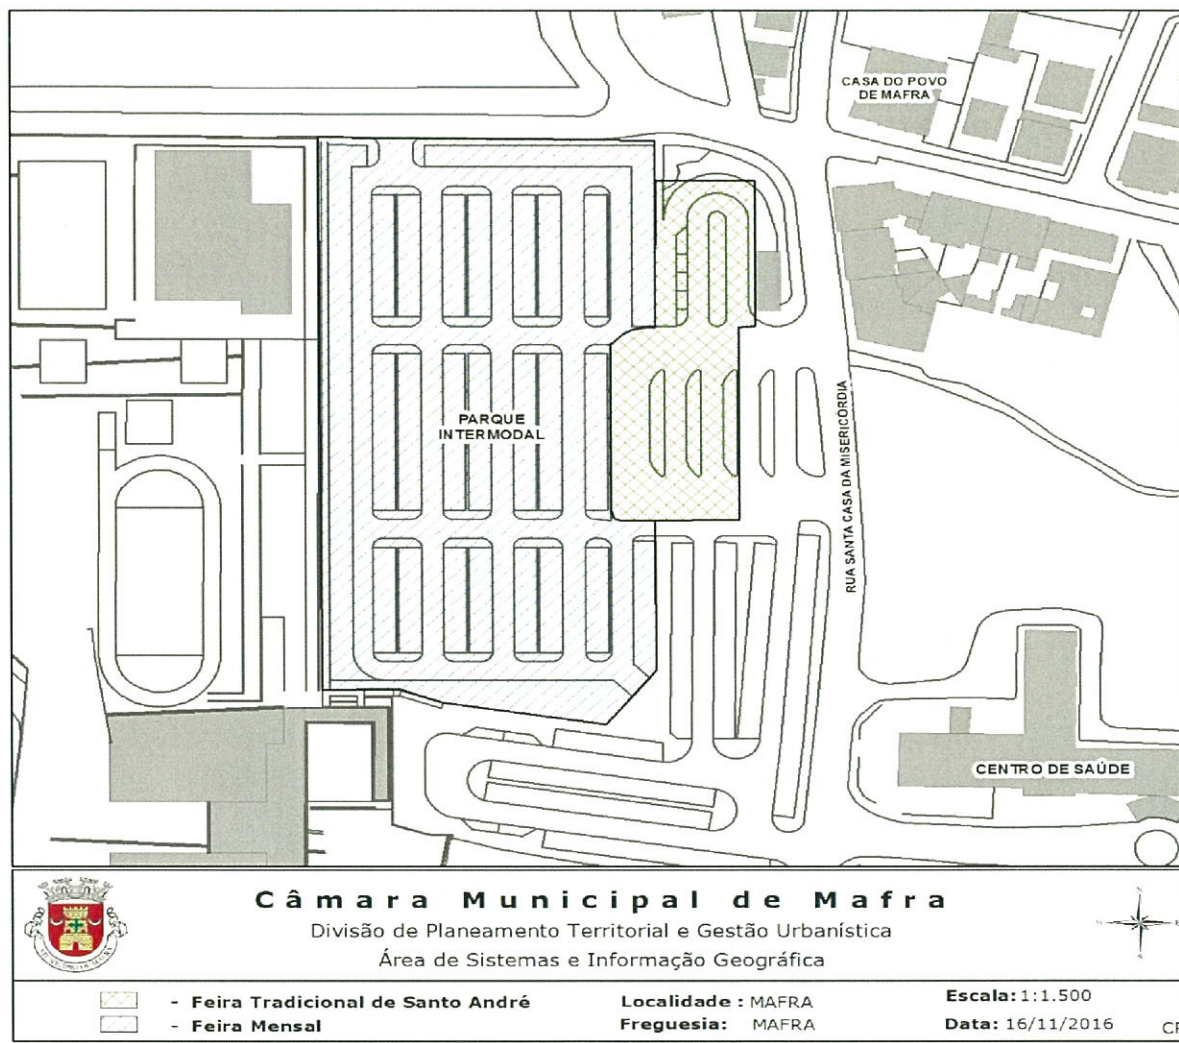 CASA DO POVO
DE MAFRA
PARQUE
INTERMODAL
RUA SANTA CASA DA MISERICÓRDIA
CENTRO DE SAÚDE
Câmara Municipal de Mafra
Divisão de Planeamento Territorial e Gestão Urbanística
Área de Sistemas e Informação Geográfica
- Feira Tradicional de Santo André
- Feira Mensal
Localidade : MAFRA
Freguesia: MAFRA
Escala: 1:1.500
Data: 16/11/2016